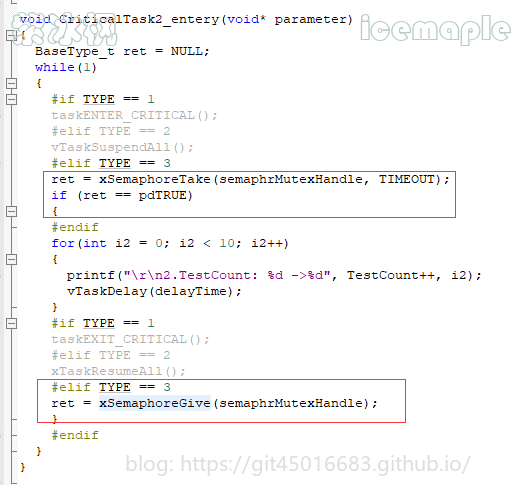 void CriticalTask2_entery(void* parameter)
icemaple
{
BaseType_t ret = NULL;
while(1)
{
#if TYPE == 1
taskENTER_CRITICAL();
#elif TYPE == 2
vTaskSuspendAll();
#elif TYPE == 3
ret = xSemaphoreTake(semaphrMutexHandle, TIMEOUT);
if (ret == pdTRUE)
{
#endif
for(int i2 = 0; i2 < 10; i2++)
{
printf("\r\n2.TestCount: %d ->%d", TestCount++, i2);
vTaskDelay(delayTime);
}
#if TYPE == 1
taskEXIT_CRITICAL();
#elif TYPE == 2
xTaskResumeAll();
#elif TYPE == 3
ret = xSemaphoreGive(semaphrMutexHandle);
}
#endif
}
}
blog: https://git45016683.github.io/